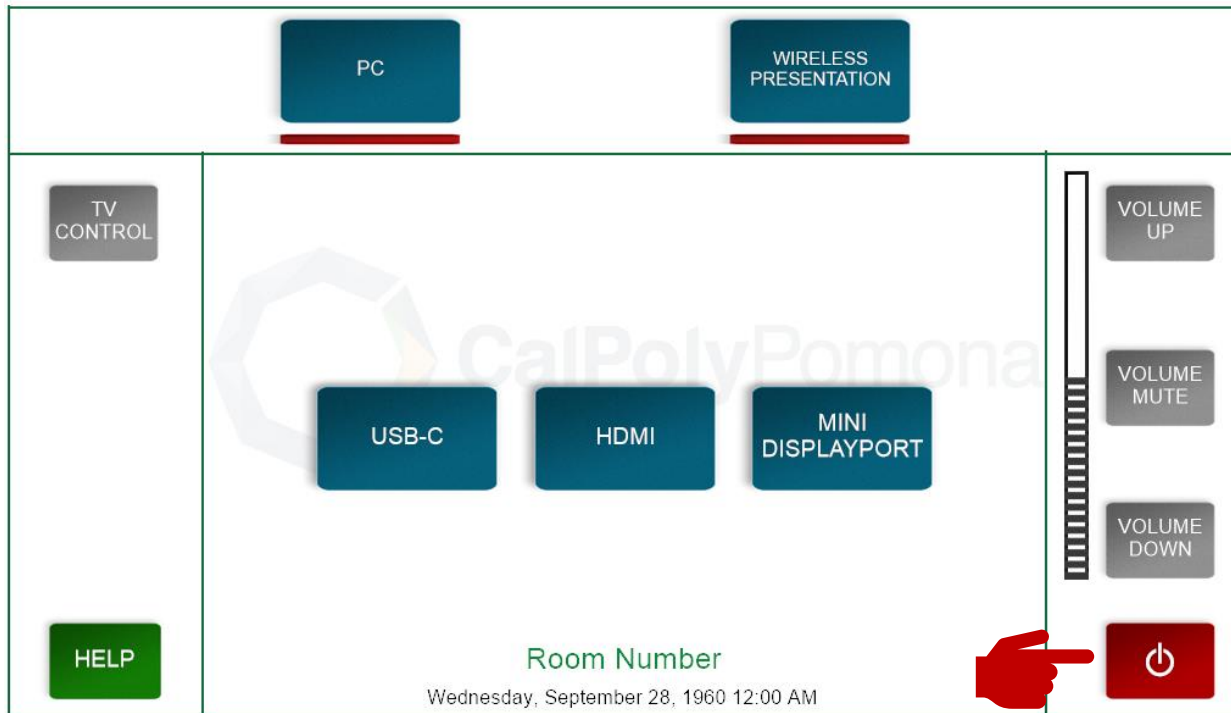 PC
WIRELESS
PRESENTATION
TV
CONTROL
VOLUME
UP
CalPolyPomona
VOLUME
MUTE
USB-C
HDMI
MINI
DISPLAYPORT
VOLUME
DOWN
HELP
Room Number
Wednesday, September 28, 1960 12:00 AM